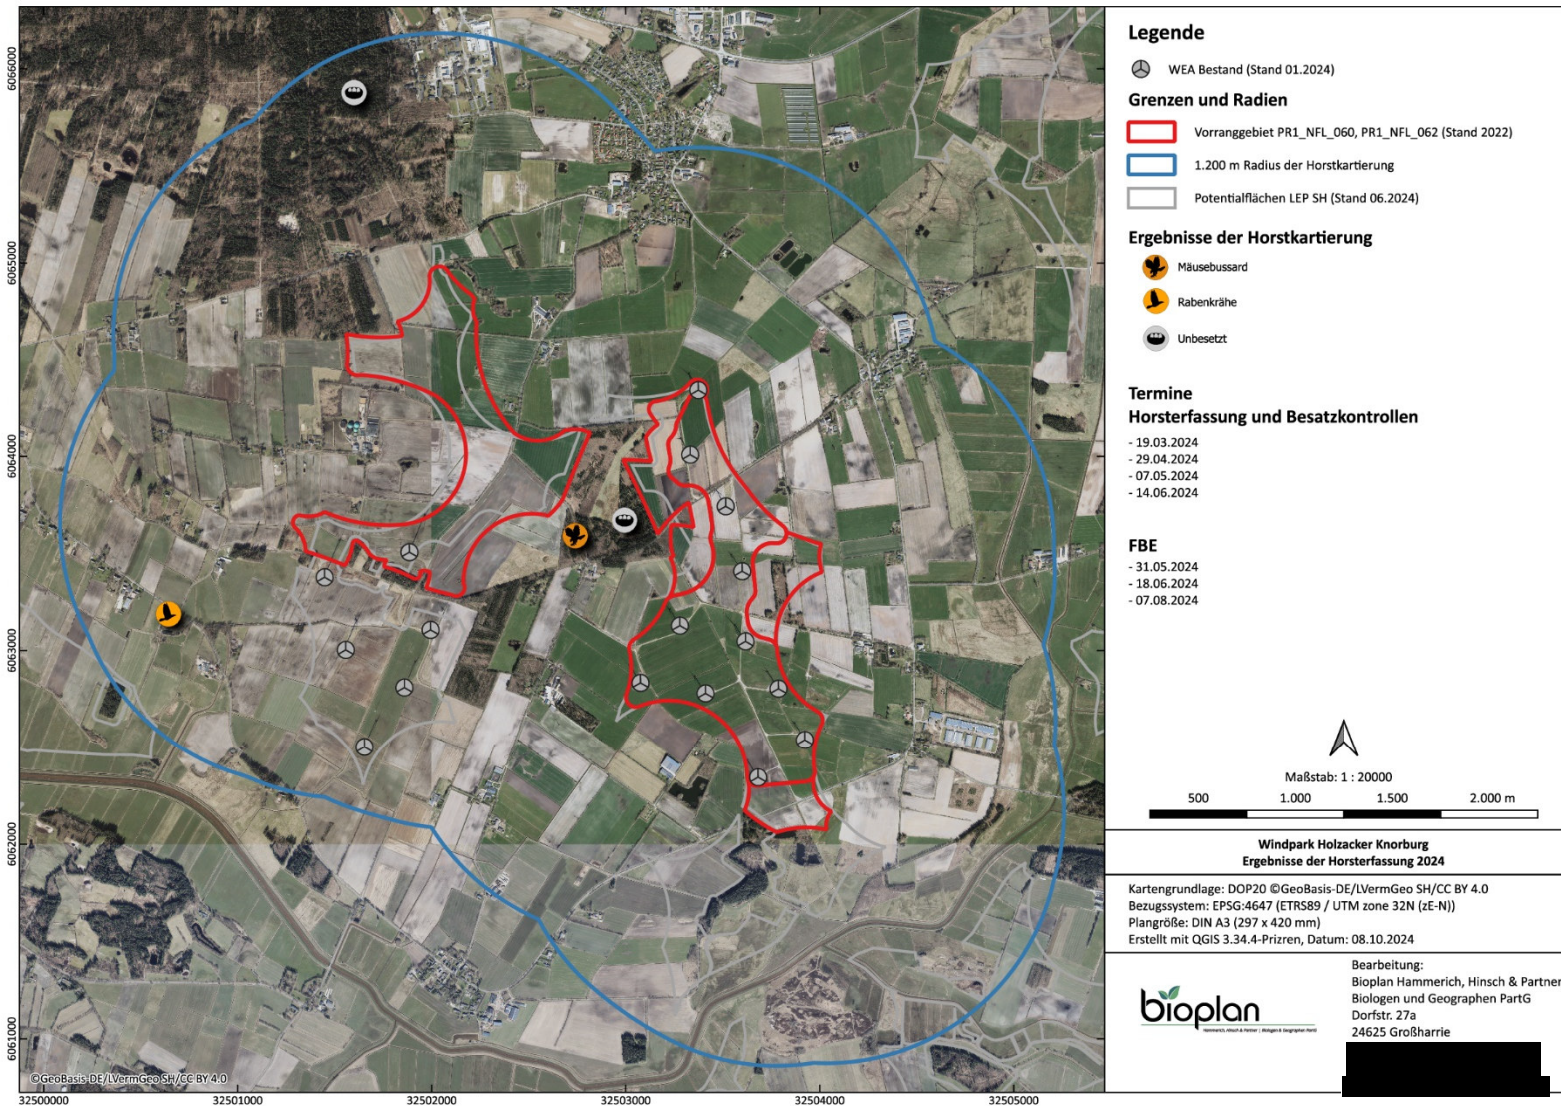 Legende
WEA Bestand (Stand 01.2024)
Grenzen und Radien
Vorranggebiet PR1_NFL_060, PR1_NFL_062 (Stand 2022)
1.200 m Radius der Horstkartierung
Potentialflächen LEP SH (Stand 06.2024)
Ergebnisse der Horstkartierung
Mäusebussard
Rabenkrähe
Unbesetzt
Termine
Horsterfassung und Besatzkontrollen
- 19.03.2024
- 29.04.2024
- 07.05.2024
- 14.06.2024
FBE
- 31.05.2024
- 18.06.2024
- 07.08.2024
Maßstab: 1 : 20000
500 1.000 1.500 2.000 m
Windpark Holzacker Knorburg
Ergebnisse der Horsterfassung 2024
Kartengrundlage: DOP20 ©GeoBasis-DE/LVermGeo SH/CC BY 4.0
Bezugssystem: EPSG:4647 (ETRS89 / UTM zone 32N (zE-N))
Plangröße: DIN A3 (297 x 420 mm)
Erstellt mit QGIS 3.34.4-Prizren, Datum: 08.10.2024
bioplan
Hammerich, Hinsch & Partner | Biologen & Geographen PartG
Bearbeitung:
Bioplan Hammerich, Hinsch & Partner
Biologen und Geographen PartG
Dorfstr. 27a
24625 Großharrie
6066000
6065000
6064000
6063000
6062000
6061000
©GeoBasis-DE/LVermGeo SH/CC BY 4.0
32500000 32501000 32502000 32503000 32504000 32505000